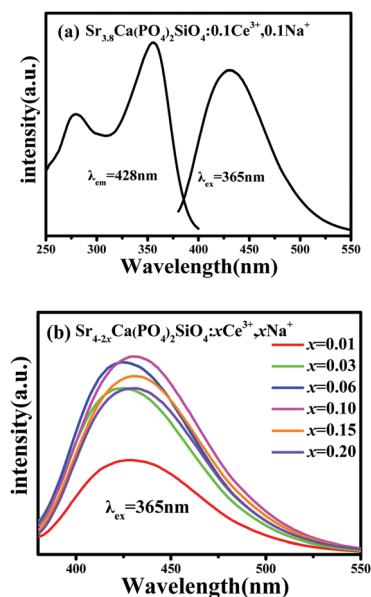 (a) Sr₃.₈Ca(PO₄)₂SiO₄:0.1Ce³⁺,0.1Na⁺
intensity(a.u.)
λem=428nm
λex=365nm
250 300 350 400 450 500 550
Wavelength(nm)
(b) Sr₄₋₂ₓCa(PO₄)₂SiO₄:xCe³⁺,xNa⁺
intensity(a.u.)
x=0.01
x=0.03
x=0.06
x=0.10
x=0.15
x=0.20
λex=365nm
400 450 500 550
Wavelength(nm)